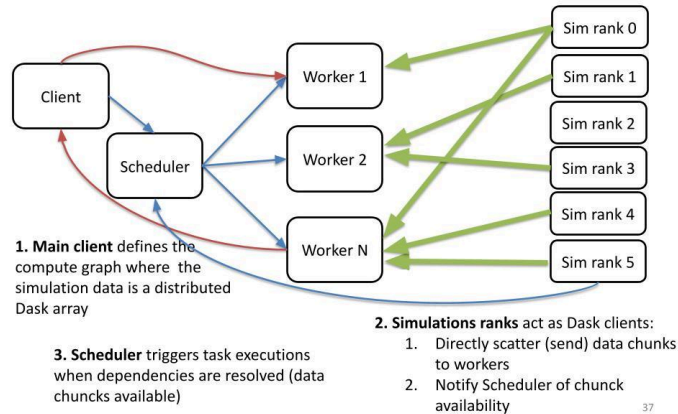 Client
Scheduler
Worker 1
Worker 2
Worker N
Sim rank 0
Sim rank 1
Sim rank 2
Sim rank 3
Sim rank 4
Sim rank 5
1. Main client defines the
compute graph where the
simulation data is a distributed
Dask array
2. Simulations ranks act as Dask clients:
1. Directly scatter (send) data chunks
to workers
2. Notify Scheduler of chunck
availability
3. Scheduler triggers task executions
when dependencies are resolved (data
chuncks available)
37